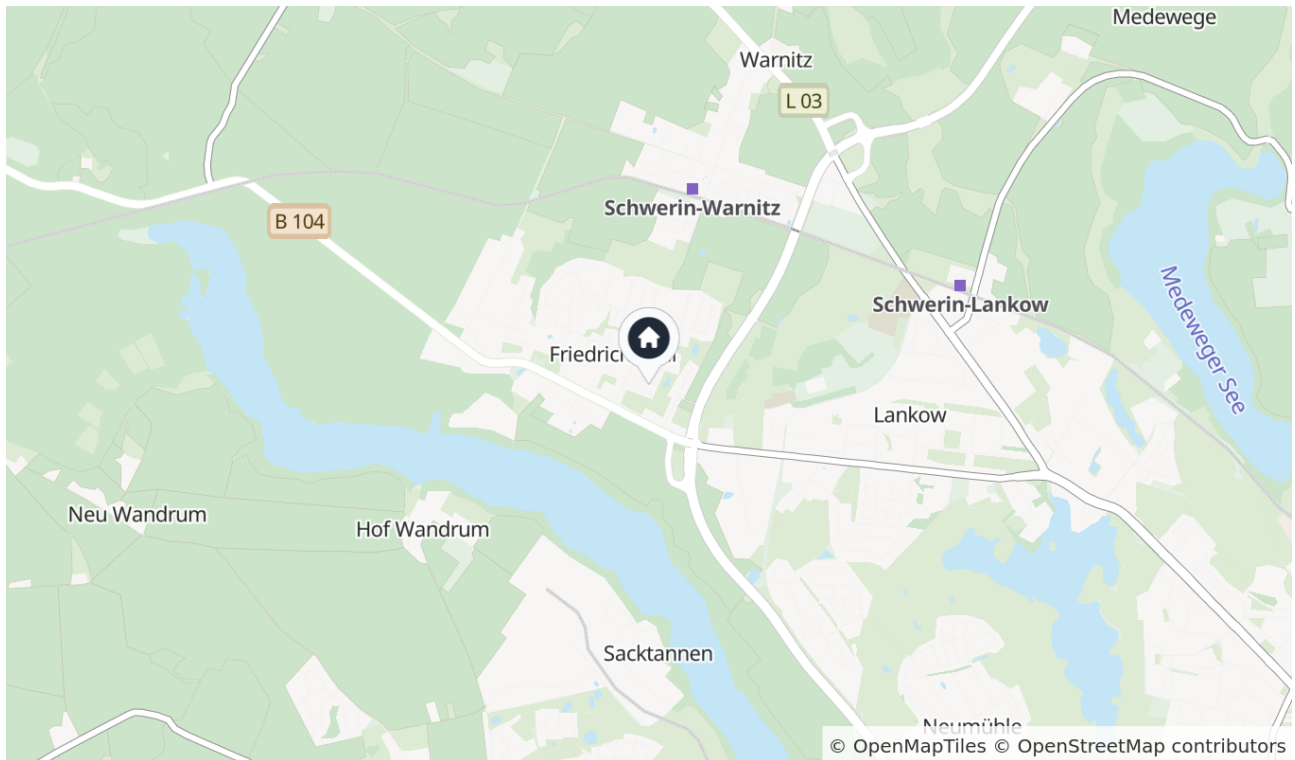 Medewege
Warnitz
L 03
Schwerin-Warnitz
B 104
Schwerin-Lankow
Medeweger See
Lankow
Neu Wandrum
Hof Wandrum
Sacktannen
Neumühle
© OpenMapTiles © OpenStreetMap contributors